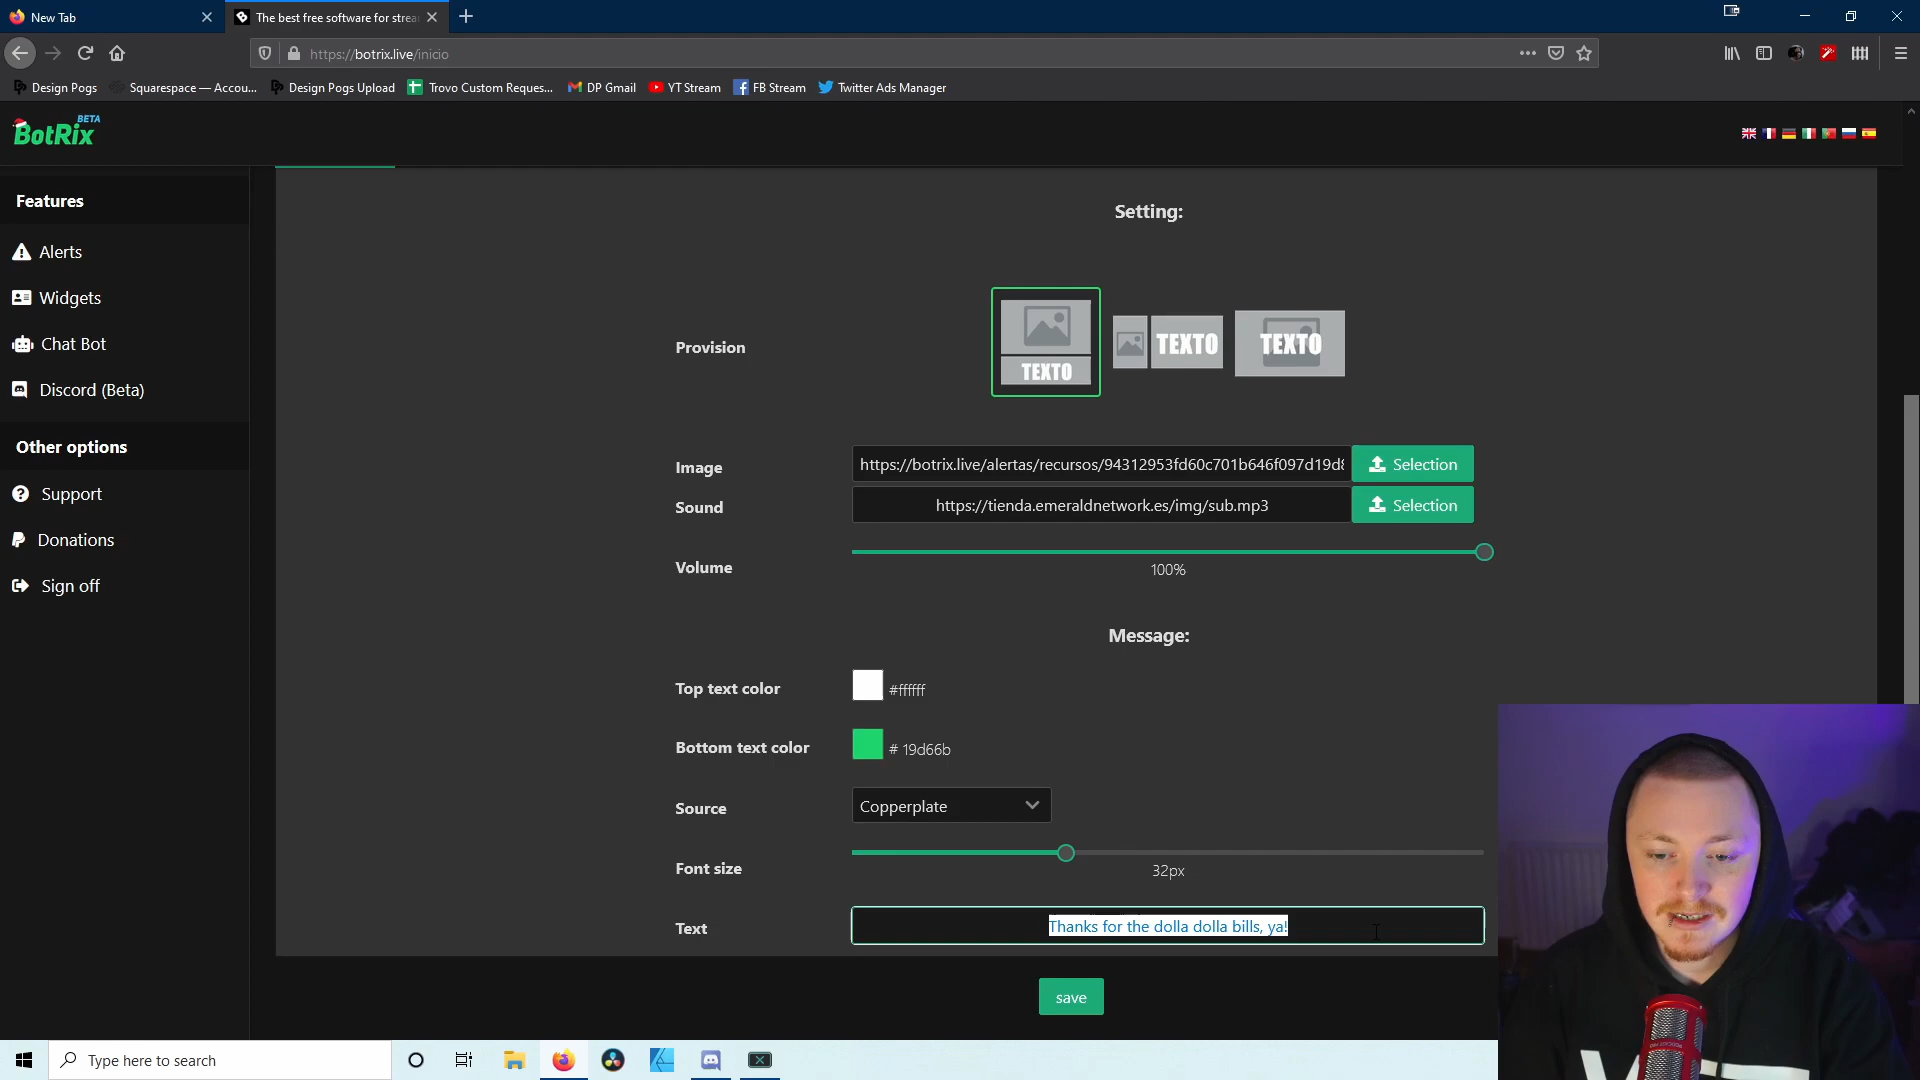 New Tab
The best free software for strea
https://botrix.live/inicio
Design Pogs
Squarespace — Accou...
Design Pogs Upload
Trovo Custom Reques...
DP Gmail
YT Stream
FB Stream
Twitter Ads Manager
BotRix
BETA
Features
Alerts
Widgets
Chat Bot
Discord (Beta)
Other options
Support
Donations
Sign off
Setting:
Provision
TEXTO
TEXTO
TEXTO
Image
https://botrix.live/alertas/recursos/94312953fd60c701b646f097d19d8
Selection
Sound
https://tienda.emeraldnetwork.es/img/sub.mp3
Selection
Volume
100%
Message:
Top text color
#ffffff
Bottom text color
# 19d66b
Source
Copperplate
Font size
32px
Text
Thanks for the dolla dolla bills, ya!
save
Type here to search